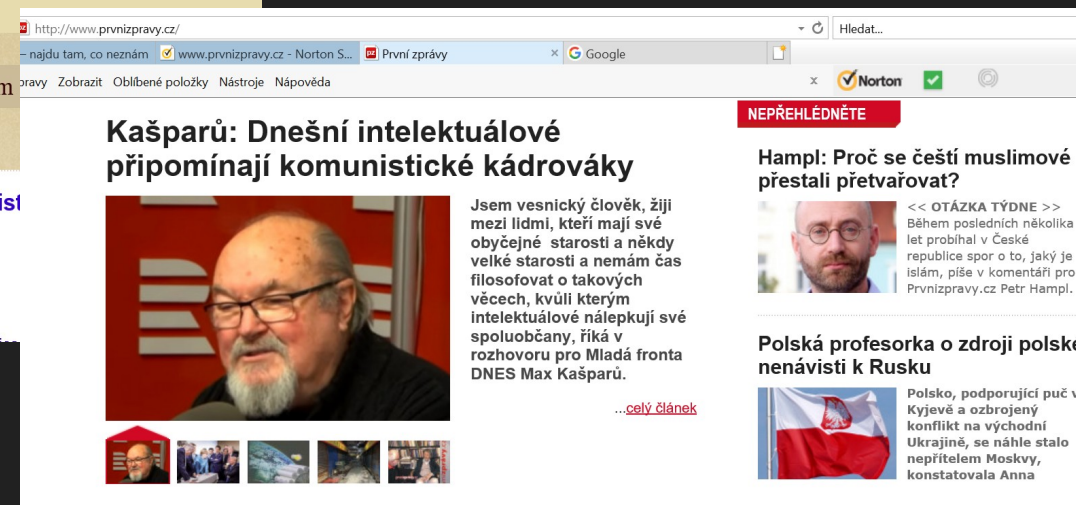 http://www.prvnizpravy.cz/
Hledat...
– najdu tam, co neznám
www.prvnizpravy.cz - Norton S...
První zprávy
Google
Zobrazit Oblíbené položky Nástroje Nápověda
Norton
Kašparů: Dnešní intelektuálové
připomínají komunistické kádrováky
Jsem vesnický člověk, žiji
mezi lidmi, kteří mají své
obyčejné starosti a někdy
velké starosti a nemám čas
filosofovat o takových
věcech, kvůli kterým
intelektuálové nálepkují své
spoluobčany, říká v
rozhovoru pro Mladá fronta
DNES Max Kašparů.
...celý článek
NEPŘEHLÉDNĚTE
Hampl: Proč se čeští muslimové
přestali přetvařovat?
<< OTÁZKA TÝDNE >>
Během posledních několika
let probíhal v České
republice spor o to, jaký je
islám, píše v komentáři pro
Prvnizpravy.cz Petr Hampl.
Polská profesorka o zdroji polské
nenávisti k Rusku
Polsko, podporující puč v
Kyjevě a ozbrojený
konflikt na východní
Ukrajině, se náhle stalo
nepřítelem Moskvy,
konstatovala Anna